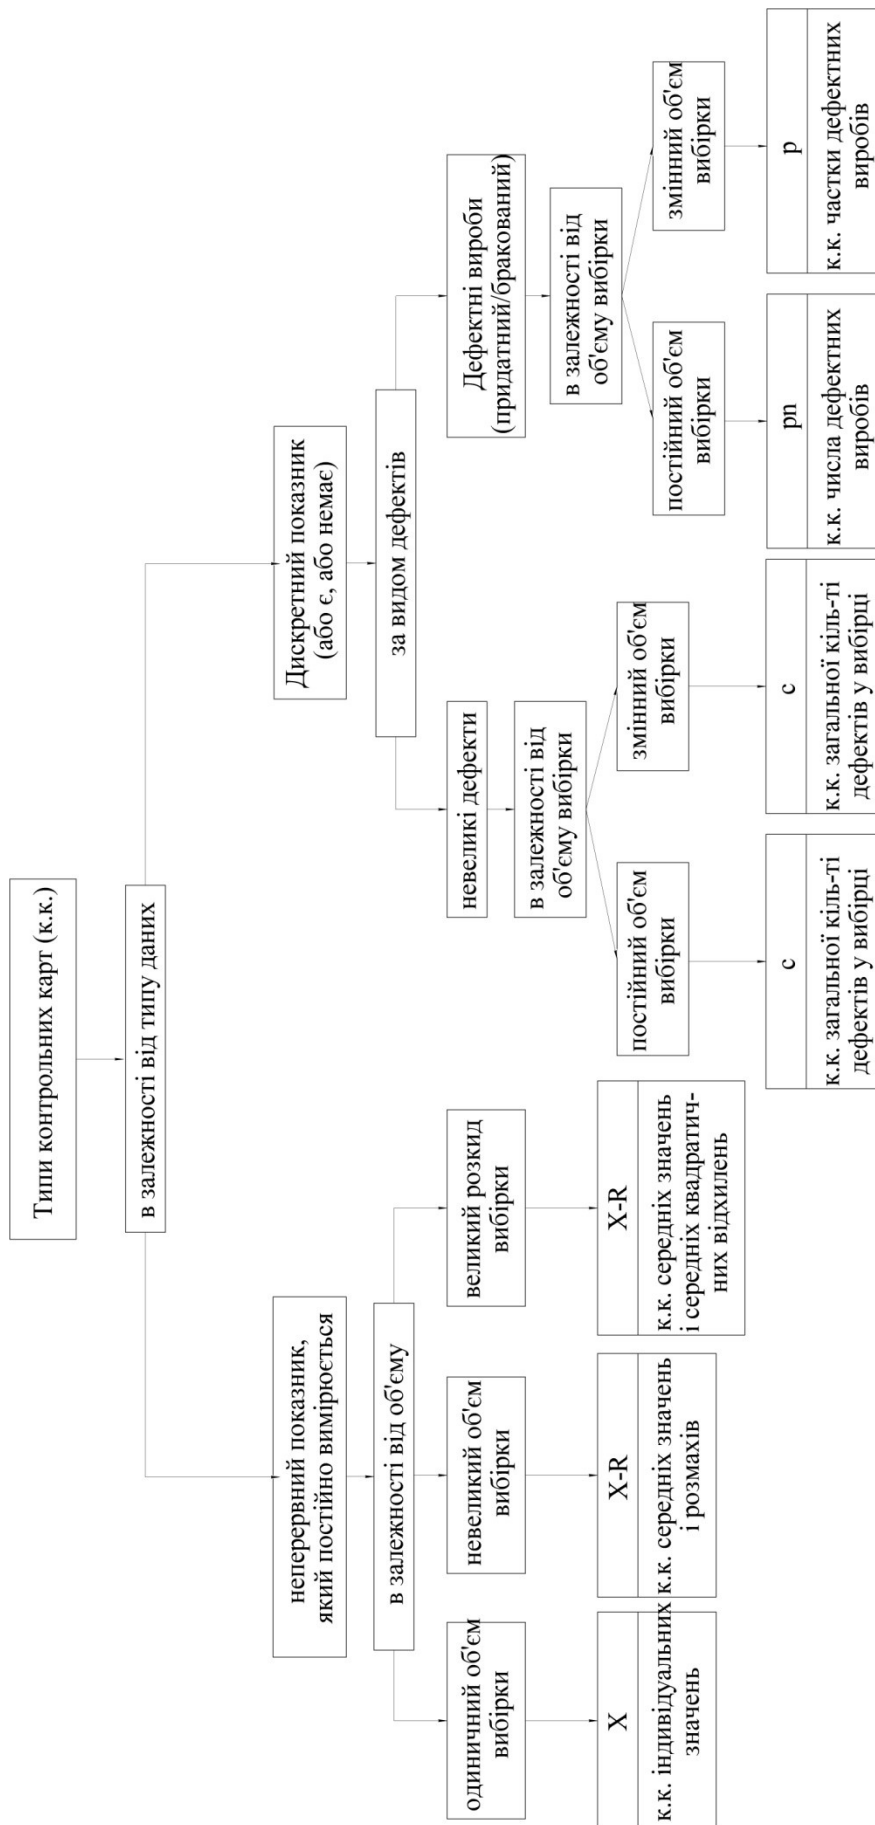 Типи контрольних карт (к.к.)
в залежності від типу даних
неперервний показник,
який постійно вимірюється
в залежності від об'єму
одиничний об'єм
вибірки
X
к.к. індивідуальних
значень
невеликий об'єм
вибірки
X-R
к.к. середніх значень
і розмахів
великий розкид
вибірки
X-R
к.к. середніх значень
і середніх квадратич-
них відхилень
Дискретний показник
(або є, або немає)
за видом дефектів
невеликі дефекти
в залежності від
об'єму вибірки
постійний об'єм
вибірки
c
к.к. загальної кіль-ті
дефектів у вибірці
змінний об'єм
вибірки
c
к.к. загальної кіль-ті
дефектів у вибірці
Дефектні вироби
(придатний/бракований)
в залежності від
об'єму вибірки
постійний об'єм
вибірки
pn
к.к. числа дефектних
виробів
змінний об'єм
вибірки
p
к.к. частки дефектних
виробів